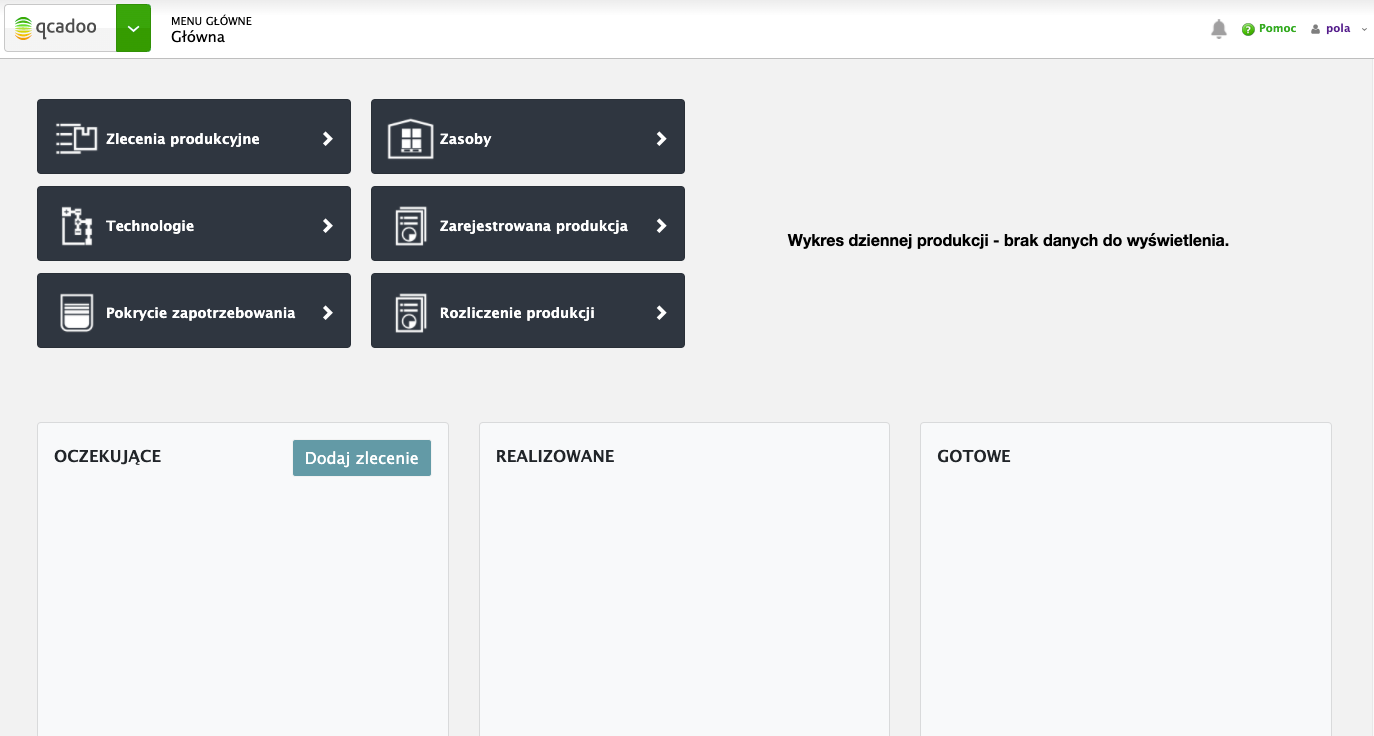 qcadoo
MENU GŁÓWNE
Główna
Pomoc
pola
Zlecenia produkcyjne
Zasoby
Technologie
Zarejestrowana produkcja
Pokrycie zapotrzebowania
Rozliczenie produkcji
Wykres dziennej produkcji - brak danych do wyświetlenia.
OCZEKUJĄCE
Dodaj zlecenie
REALIZOWANE
GOTOWE